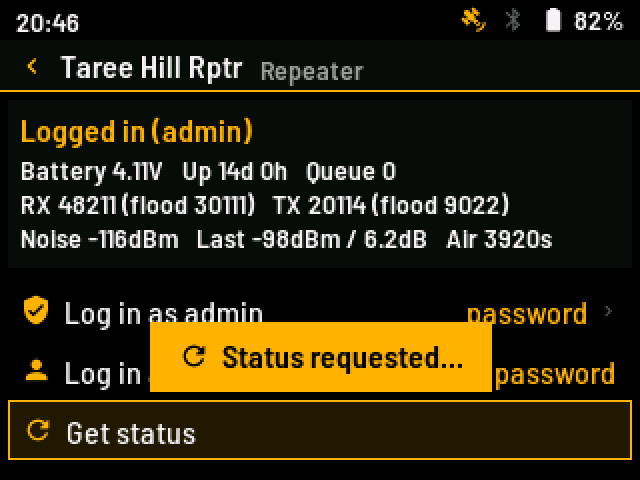 20:46 82%
Taree Hill Rptr Repeater
Logged in (admin)
Battery 4.11V Up 14d 0h Queue 0
RX 48211 (flood 30111) TX 20114 (flood 9022)
Noise -116dBm Last -98dBm / 6.2dB Air 3920s
Log in as admin password
Status requested...
Log in password
Get status